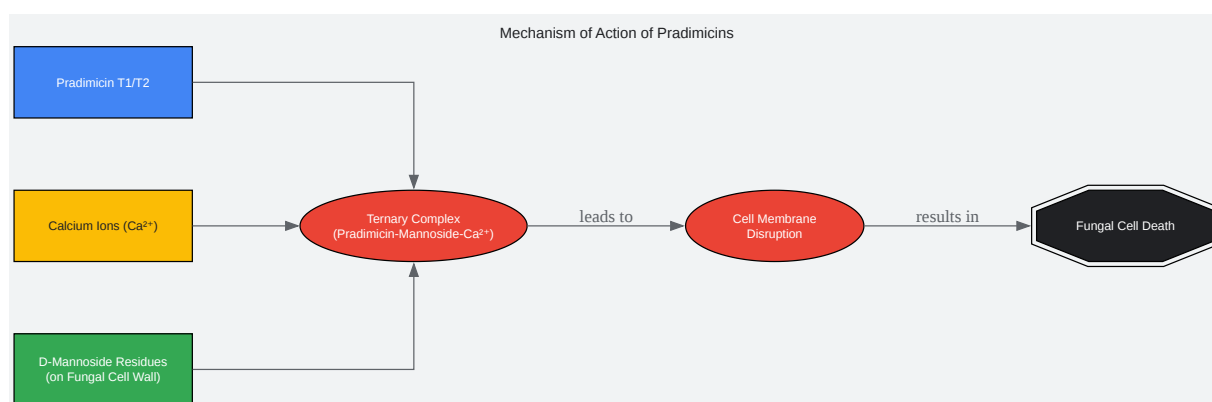 Mechanism of Action of Pradimicins
Pradimicin T1/T2
Calcium Ions (Ca²⁺)
D-Mannoside Residues
(on Fungal Cell Wall)
Ternary Complex
(Pradimicin-Mannoside-Ca²⁺)
leads to
Cell Membrane
Disruption
results in
Fungal Cell Death